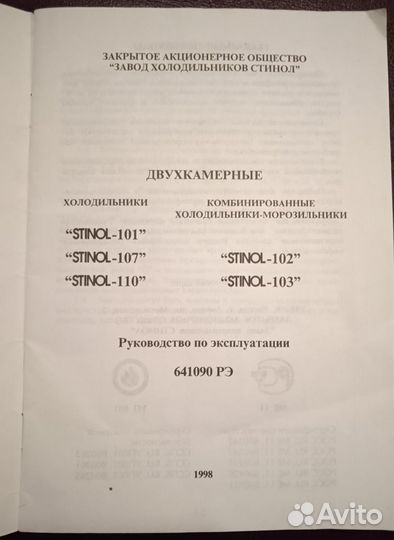 ЗАКРЫТОЕ АКЦИОНЕРНОЕ ОБЩЕСТВО
“ЗАВОД ХОЛОДИЛЬНИКОВ СТИНОЛ”
ДВУХКАМЕРНЫЕ
ХОЛОДИЛЬНИКИ
КОМБИНИРОВАННЫЕ
ХОЛОДИЛЬНИКИ-МОРОЗИЛЬНИКИ
“STINOL-101”
“STINOL-107” “STINOL-102”
“STINOL-110” “STINOL-103”
Руководство по эксплуатации
641090 РЭ
1998
Avito